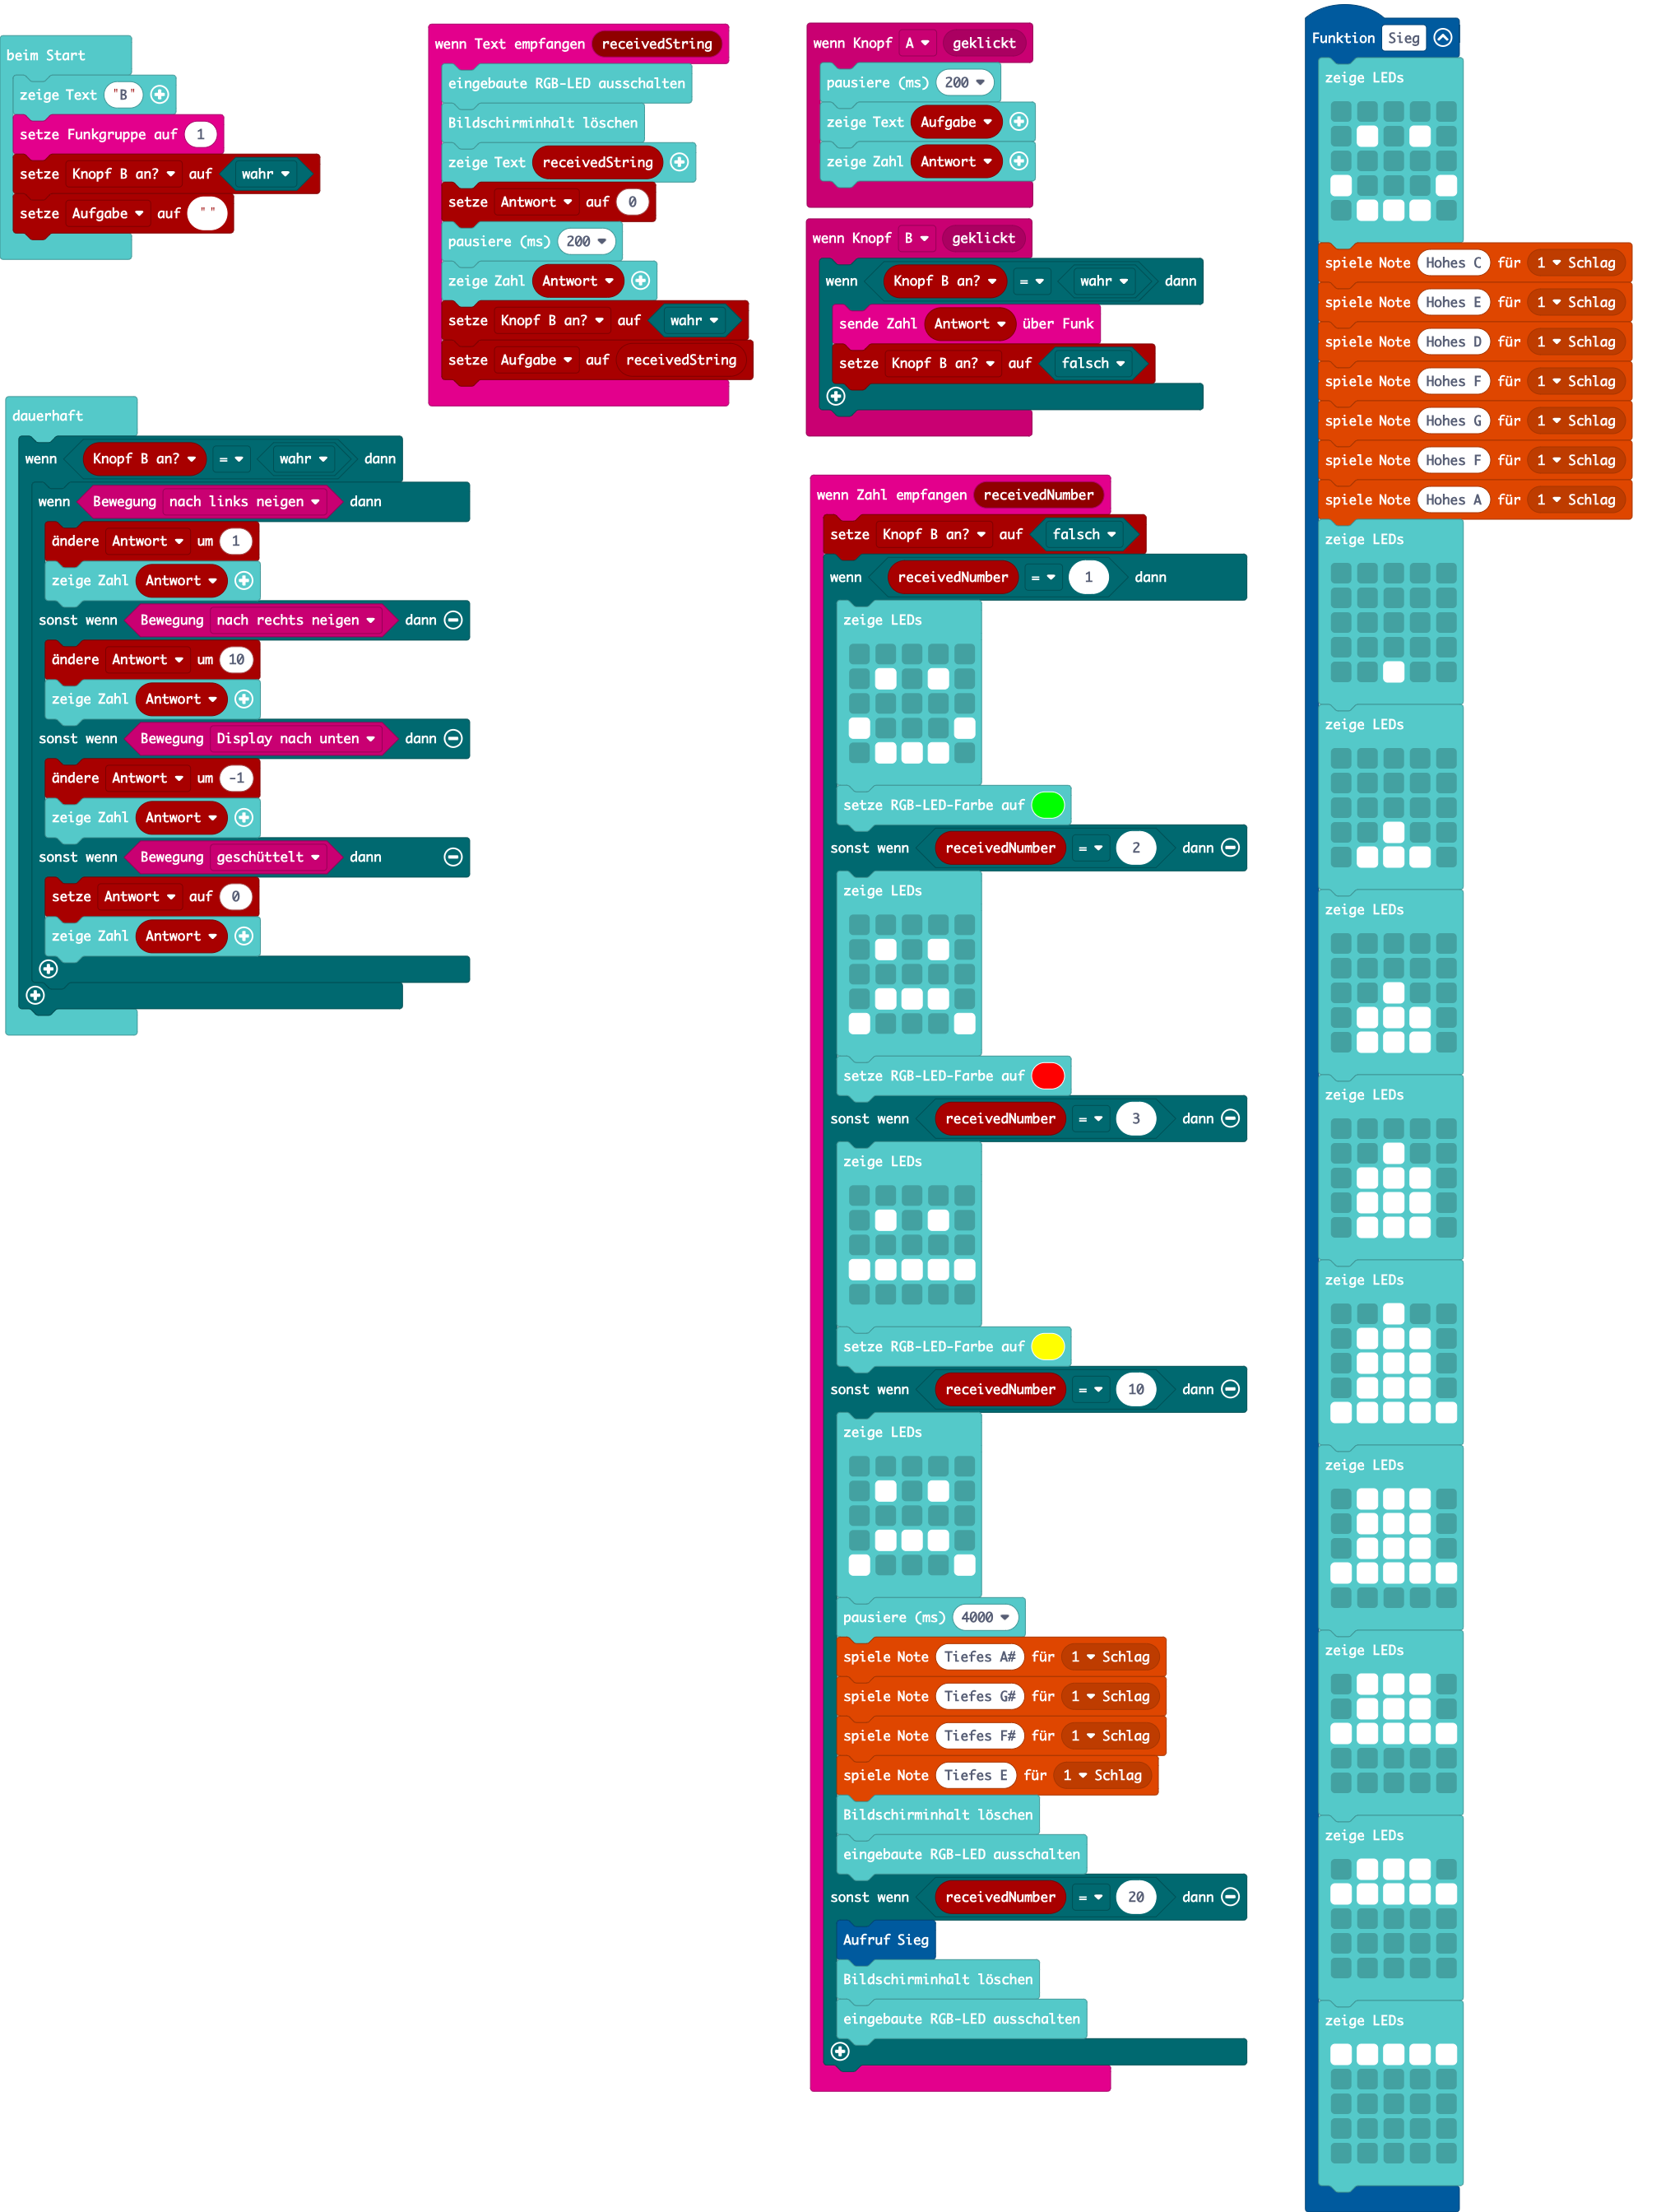 beim Start
zeige Text "B"
setze Funkgruppe auf 1
setze Knopf B an? auf wahr
setze Aufgabe auf " "
dauerhaft
wenn Knopf B an? = wahr dann
wenn Bewegung nach links neigen dann
ändere Antwort um 1
zeige Zahl Antwort
sonst wenn Bewegung nach rechts neigen dann
ändere Antwort um 10
zeige Zahl Antwort
sonst wenn Bewegung Display nach unten dann
ändere Antwort um -1
zeige Zahl Antwort
sonst wenn Bewegung geschüttelt dann
setze Antwort auf 0
zeige Zahl Antwort
wenn Text empfangen receivedString
eingebaute RGB-LED ausschalten
Bildschirminhalt löschen
zeige Text receivedString
setze Antwort auf 0
pausiere (ms) 200
zeige Zahl Antwort
setze Knopf B an? auf wahr
setze Aufgabe auf receivedString
wenn Knopf A geklickt
pausiere (ms) 200
zeige Text Aufgabe
zeige Zahl Antwort
wenn Knopf B geklickt
wenn Knopf B an? = wahr dann
sende Zahl Antwort über Funk
setze Knopf B an? auf falsch
wenn Zahl empfangen receivedNumber
setze Knopf B an? auf falsch
wenn receivedNumber = 1 dann
zeige LEDs
setze RGB-LED-Farbe auf
sonst wenn receivedNumber = 2 dann
zeige LEDs
setze RGB-LED-Farbe auf
sonst wenn receivedNumber = 3 dann
zeige LEDs
setze RGB-LED-Farbe auf
sonst wenn receivedNumber = 10 dann
zeige LEDs
pausiere (ms) 4000
spiele Note Tiefes A# für 1 Schlag
spiele Note Tiefes G# für 1 Schlag
spiele Note Tiefes F# für 1 Schlag
spiele Note Tiefes E für 1 Schlag
Bildschirminhalt löschen
eingebaute RGB-LED ausschalten
sonst wenn receivedNumber = 20 dann
Aufruf Sieg
Bildschirminhalt löschen
eingebaute RGB-LED ausschalten
Funktion Sieg
zeige LEDs
spiele Note Hohes C für 1 Schlag
spiele Note Hohes E für 1 Schlag
spiele Note Hohes D für 1 Schlag
spiele Note Hohes F für 1 Schlag
spiele Note Hohes G für 1 Schlag
spiele Note Hohes F für 1 Schlag
spiele Note Hohes A für 1 Schlag
zeige LEDs
zeige LEDs
zeige LEDs
zeige LEDs
zeige LEDs
zeige LEDs
zeige LEDs
zeige LEDs
zeige LEDs